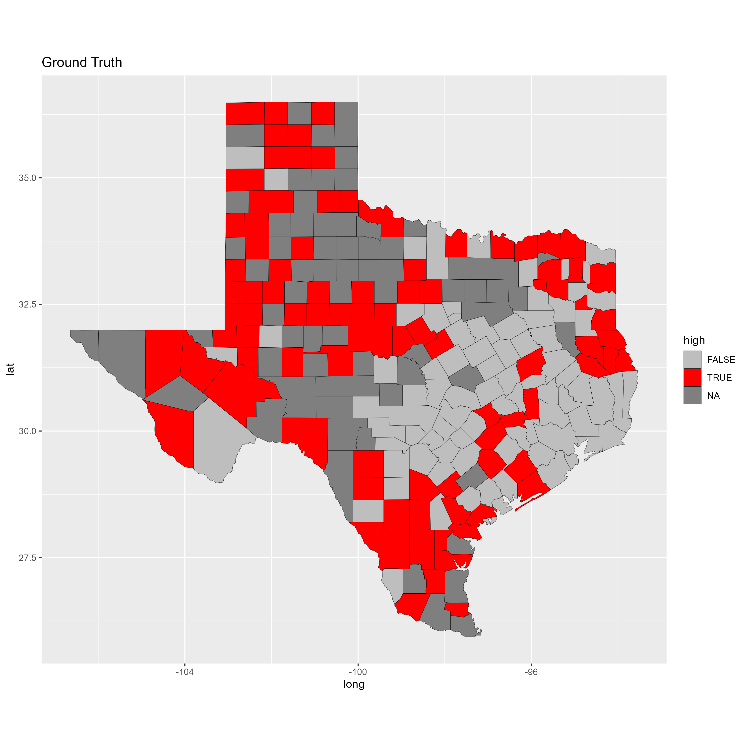 Ground Truth
35.0
32.5
30.0
27.5
lat
-104
-100
-96
long
high
FALSE
TRUE
NA